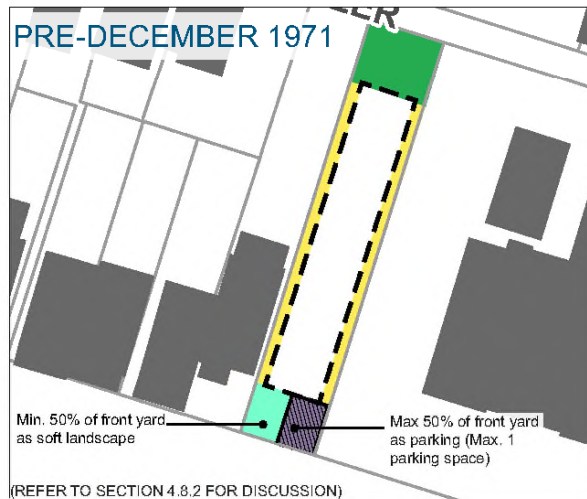 PRE-DECEMBER 1971
Min. 50% of front yard
as soft landscape
Max 50% of front yard
as parking (Max. 1
parking space)
(REFER TO SECTION 4.8.2 FOR DISCUSSION)